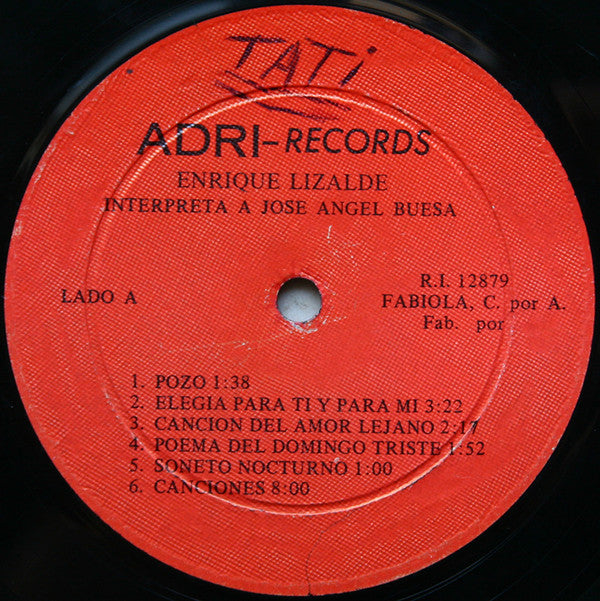 TATi
ADRI-RECORDS
ENRIQUE LIZALDE
INTERPRETA A JOSE ANGEL BUESA
LADO A
R.I. 12879
FABIOLA, C. por A.
Fab. por
1. POZO 1:38
2. ELEGIA PARA TI Y PARA MI 3:22
3. CANCION DEL AMOR LEJANO 2:17
4. POEMA DEL DOMINGO TRISTE 1:52
5. SONETO NOCTURNO 1:00
6. CANCIONES 8:00